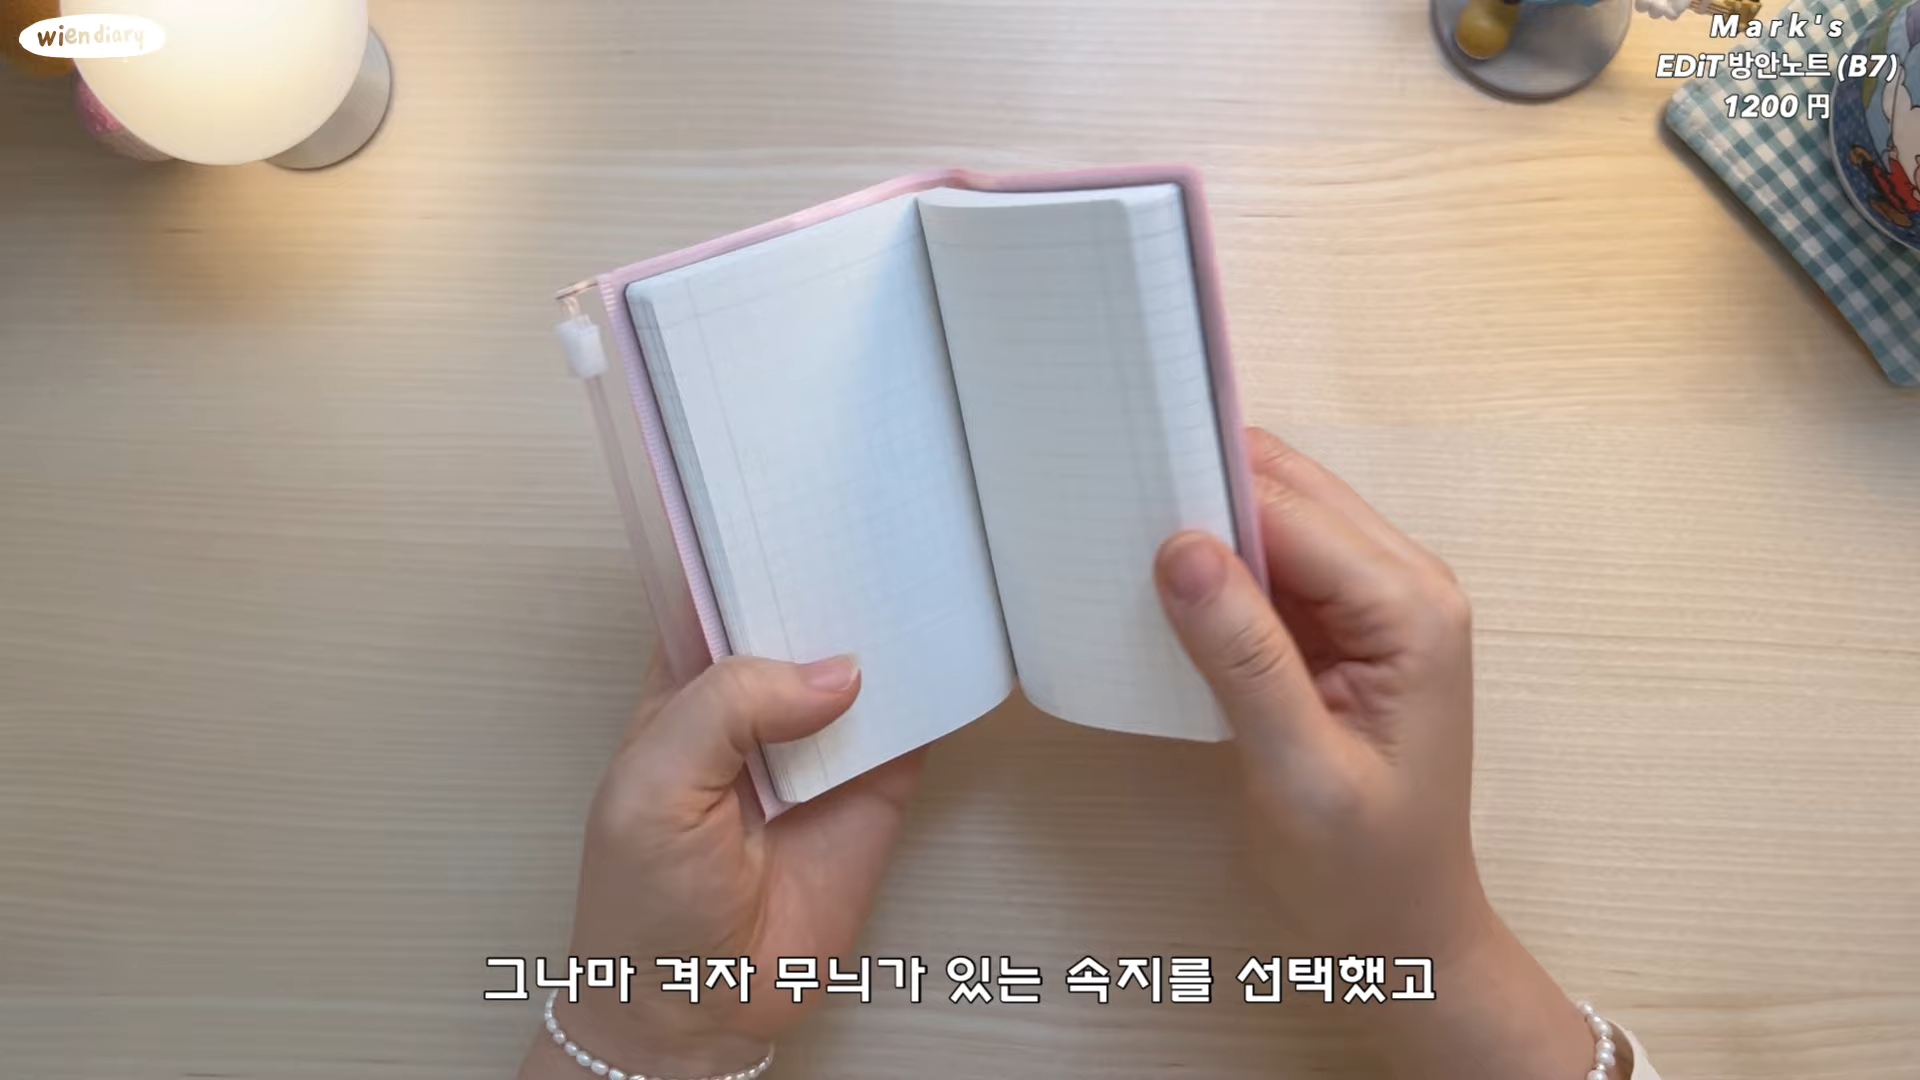 wien diary
Mark's
EDiT 방안노트 (B7)
1200 円
그나마 격자 무늬가 있는 속지를 선택했고